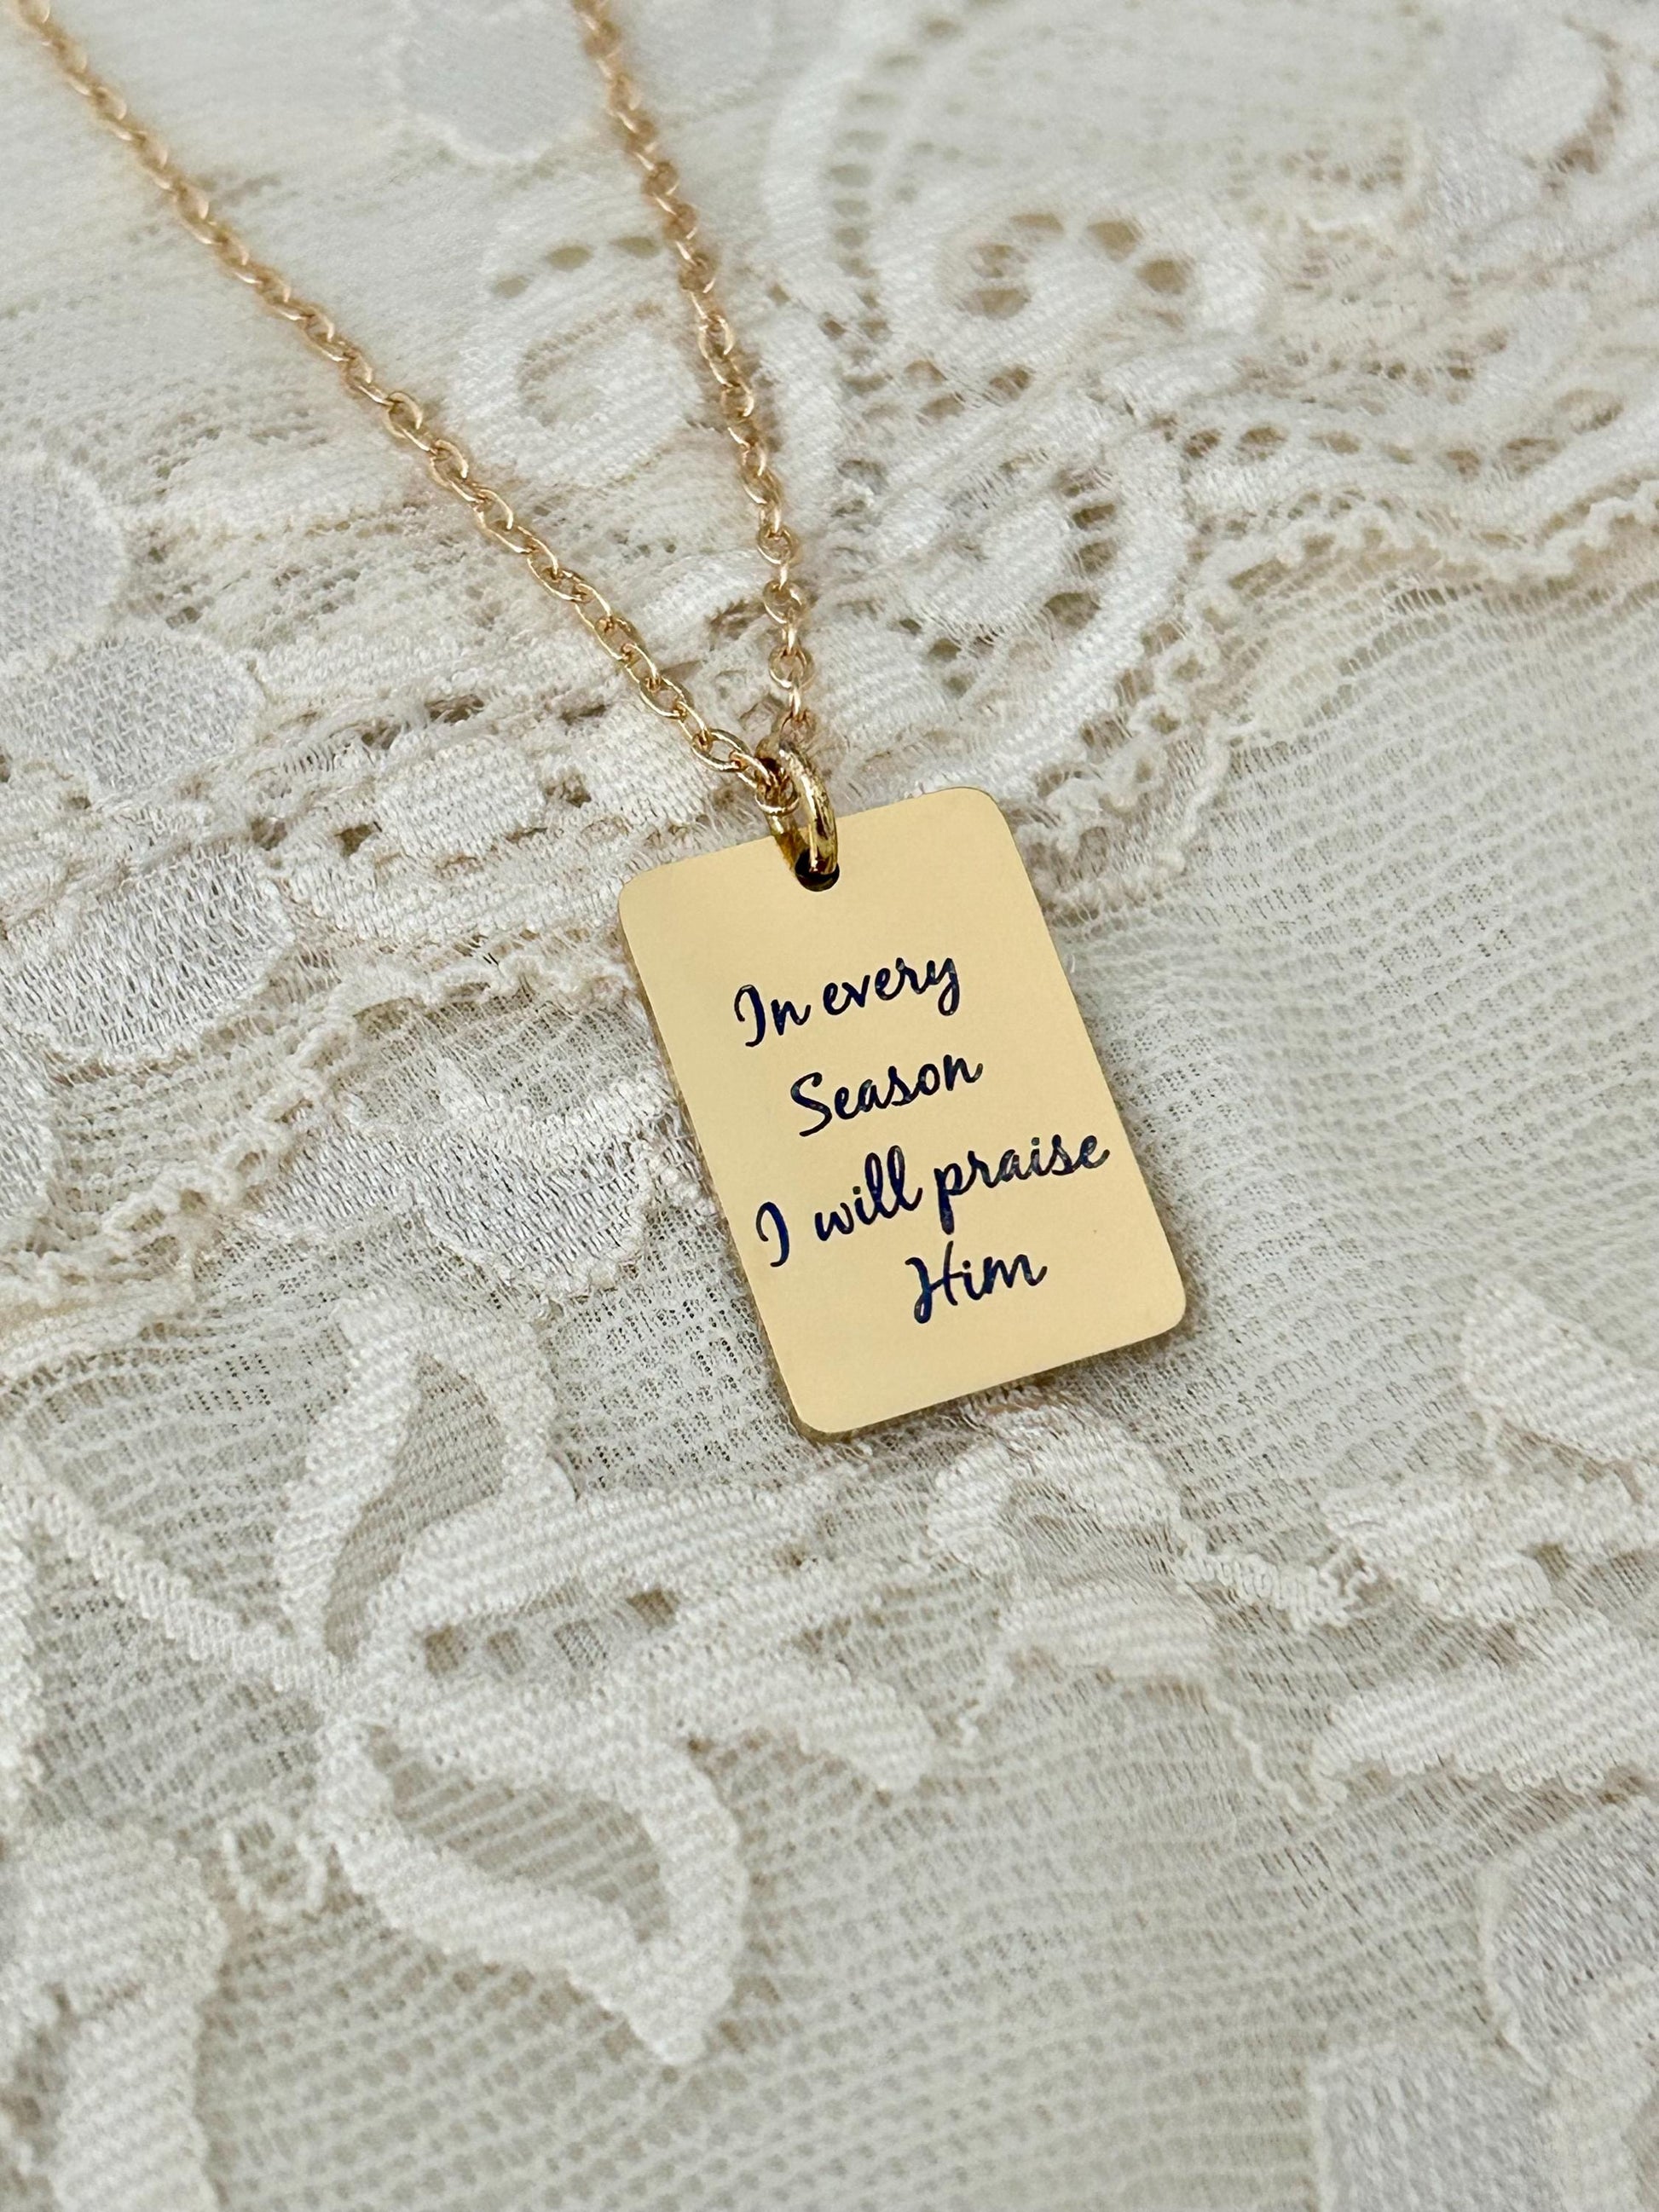 In every
Season
I will praise
Him